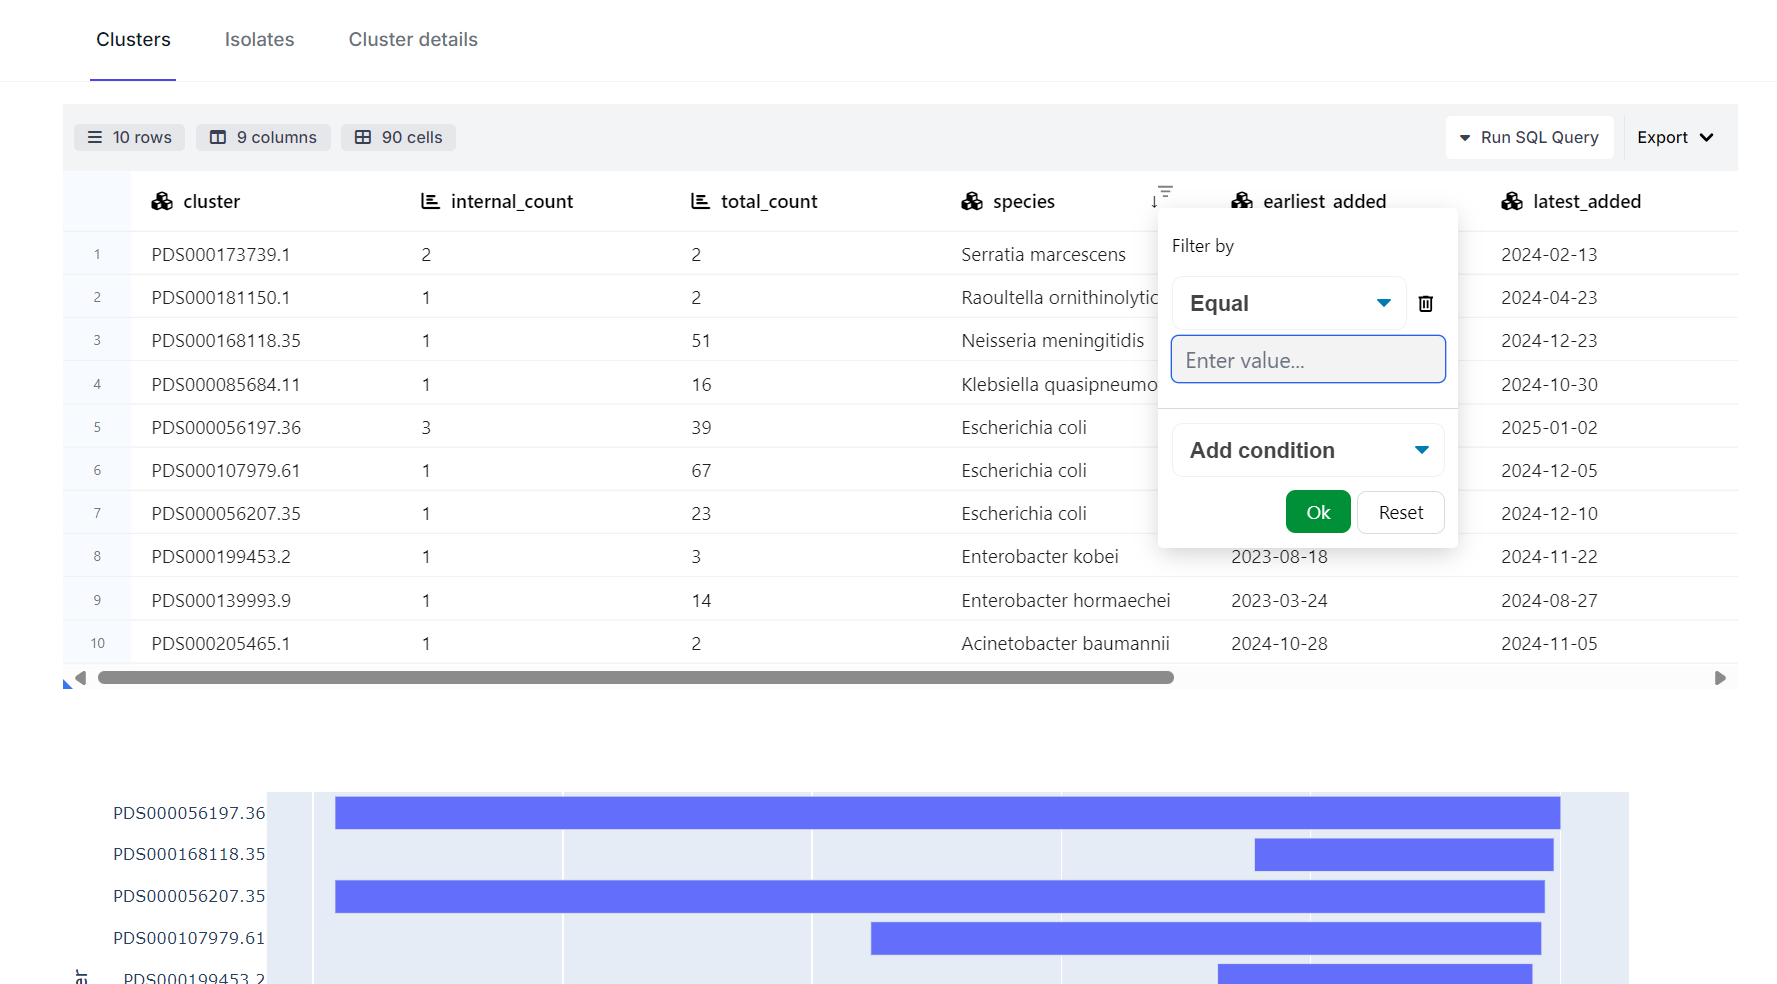 Clusters Isolates Cluster details
10 rows 9 columns 90 cells Run SQL Query Export
cluster internal_count total_count species earliest_added latest_added
1 PDS000173739.1 2 2 Serratia marcescens 2024-02-13
2 PDS000181150.1 1 2 Raoultella ornithinolytic 2024-04-23
3 PDS000168118.35 1 51 Neisseria meningitidis 2024-12-23
4 PDS000085684.11 1 16 Klebsiella quasipneumo 2024-10-30
5 PDS000056197.36 3 39 Escherichia coli 2025-01-02
6 PDS000107979.61 1 67 Escherichia coli 2024-12-05
7 PDS000056207.35 1 23 Escherichia coli 2024-12-10
8 PDS000199453.2 1 3 Enterobacter kobei 2023-08-18 2024-11-22
9 PDS000139993.9 1 14 Enterobacter hormaechei 2023-03-24 2024-08-27
10 PDS000205465.1 1 2 Acinetobacter baumannii 2024-10-28 2024-11-05
Filter by
Equal
Enter value...
Add condition
Ok Reset
PDS000056197.36
PDS000168118.35
PDS000056207.35
PDS000107979.61
PDS000199453.2
er